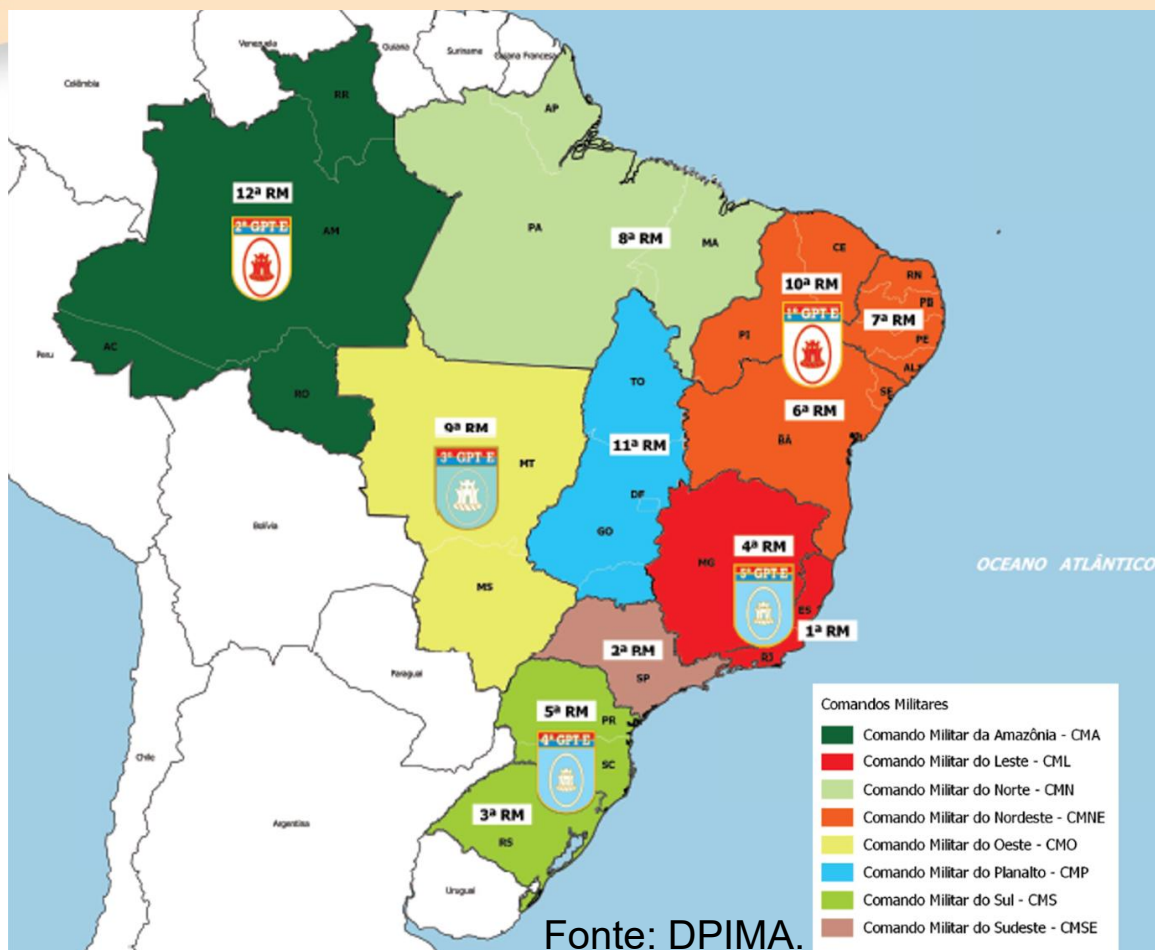 Venezuela
Guiana
Suriname
Guiana Francesa
Colômbia
RR
AP
12ª RM
2º GPT E
AM
PA
8ª RM
MA
CE
RN
10ª RM
1º GPT E
PB
7ª RM
PI
PE
AL
SE
Peru
AC
RO
TO
6ª RM
BA
9ª RM
3º GPT E
MT
11ª RM
DF
GO
Bolívia
4ª RM
MG
5º GPT E
ES
1ª RM
RJ
OCEANO ATLÂNTICO
MS
2ª RM
SP
Paraguai
5ª RM
PR
4º GPT E
SC
3ª RM
RS
Chile
Argentina
Uruguai
Comandos Militares
Comando Militar da Amazônia - CMA
Comando Militar do Leste - CML
Comando Militar do Norte - CMN
Comando Militar do Nordeste - CMNE
Comando Militar do Oeste - CMO
Comando Militar do Planalto - CMP
Comando Militar do Sul - CMS
Comando Militar do Sudeste - CMSE
Fonte: DPIMA.